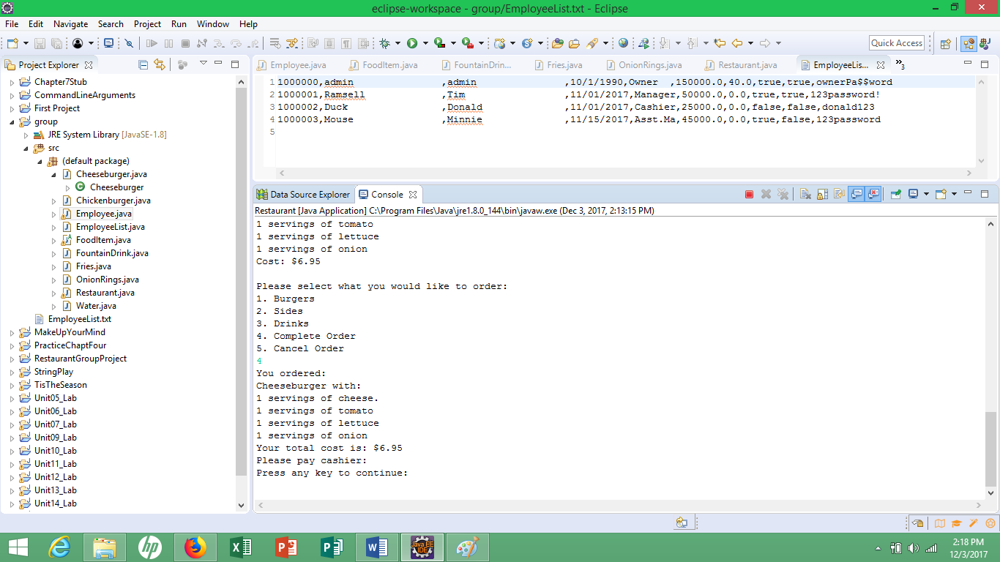 eclipse-workspace - group/EmployeeList.txt - Eclipse
File Edit Navigate Search Project Run Window Help
Quick Access
Project Explorer
Chapter7Stub
CommandLineArguments
First Project
group
JRE System Library [JavaSE-1.8]
src
(default package)
Cheeseburger.java
Cheeseburger
Chickenburger.java
Employee.java
EmployeeList.java
FoodItem.java
FountainDrink.java
Fries.java
OnionRings.java
Restaurant.java
Water.java
EmployeeList.txt
MakeUpYourMind
PracticeChaptFour
RestaurantGroupProject
StringPlay
TisTheSeason
Unit05_Lab
Unit06_Lab
Unit07_Lab
Unit09_Lab
Unit10_Lab
Unit11_Lab
Unit12_Lab
Unit13_Lab
Unit14_Lab
Employee.java FoodItem.java FountainDrin... Fries.java OnionRings.java Restaurant.java EmployeeLis... »3
1 1000000,admin ,admin ,10/1/1990,Owner ,150000.0,40.0,true,true,ownerPa$$word
2 1000001,Ramsell ,Tim ,11/01/2017,Manager,50000.0,0.0,true,true,123password!
3 1000002,Duck ,Donald ,11/01/2017,Cashier,25000.0,0.0,false,false,donald123
4 1000003,Mouse ,Minnie ,11/15/2017,Asst.Ma,45000.0,0.0,true,false,123password
5
Data Source Explorer Console
Restaurant [Java Application] C:\Program Files\Java\jre1.8.0_144\bin\javaw.exe (Dec 3, 2017, 2:13:15 PM)
1 servings of tomato
1 servings of lettuce
1 servings of onion
Cost: $6.95
Please select what you would like to order:
1. Burgers
2. Sides
3. Drinks
4. Complete Order
5. Cancel Order
4
You ordered:
Cheeseburger with:
1 servings of cheese.
1 servings of tomato
1 servings of lettuce
1 servings of onion
Your total cost is: $6.95
Please pay cashier:
Press any key to continue:
Java EE
IDE
2:18 PM
12/3/2017